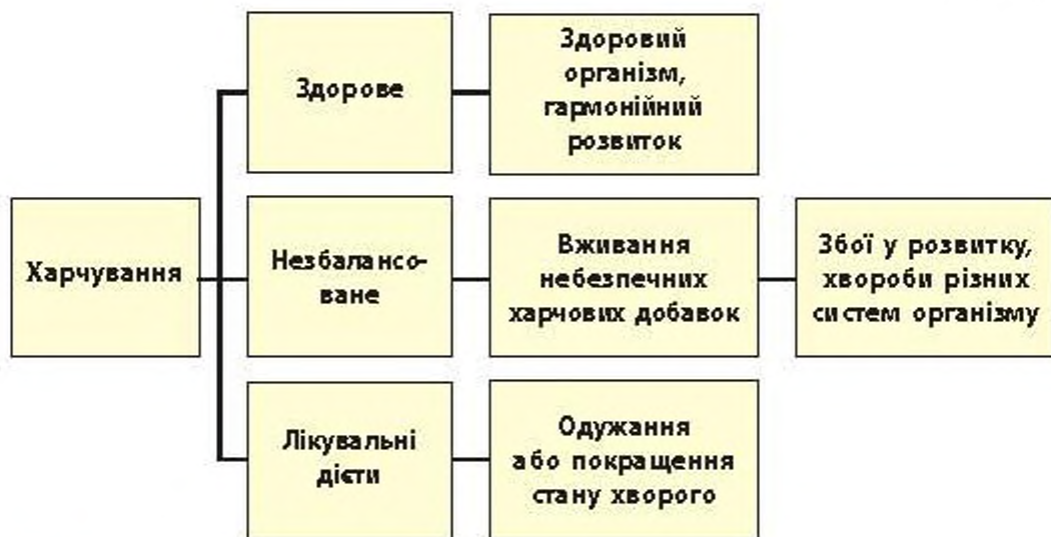 Харчування
Здорове
Здоровий
організм,
гармонійний
розвиток
Незбалансо-
ване
Вживання
небезпечних
харчових добавок
Збої у розвитку,
хвороби різних
систем організму
Лікувальні
дієти
Одужання
або покращення
стану хворого